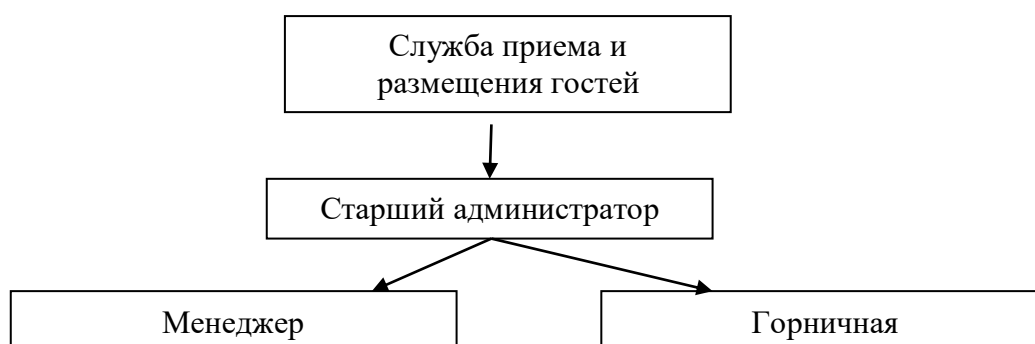 Служба приема и
размещения гостей
Старший администратор
Менеджер
Горничная